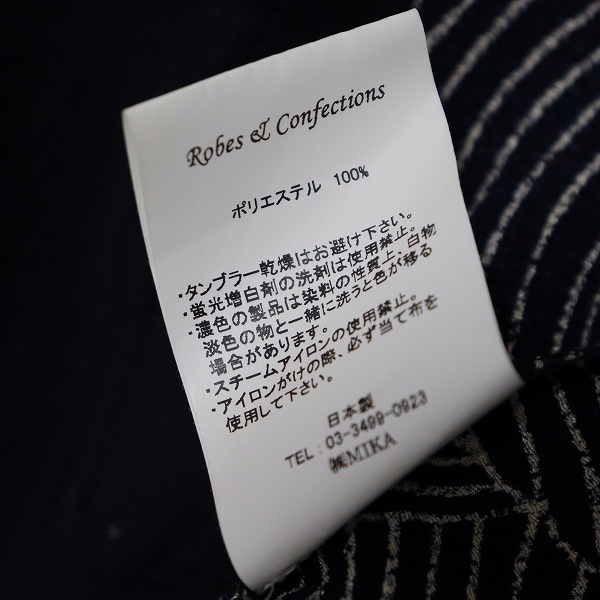 Robes & Confections
ポリエステル 100%
・タンブラー乾燥はお避け下さい。
・蛍光増白剤の洗剤は使用禁止。
・濃色の製品は染料の性質上、白物
淡色の物と一緒に洗うと色が移る
場合があります。
・スチームアイロンの使用禁止。
・アイロンがけの際、必ず当て布を
使用して下さい。
日本製
TEL：03-3499-0923
㈱MIKA